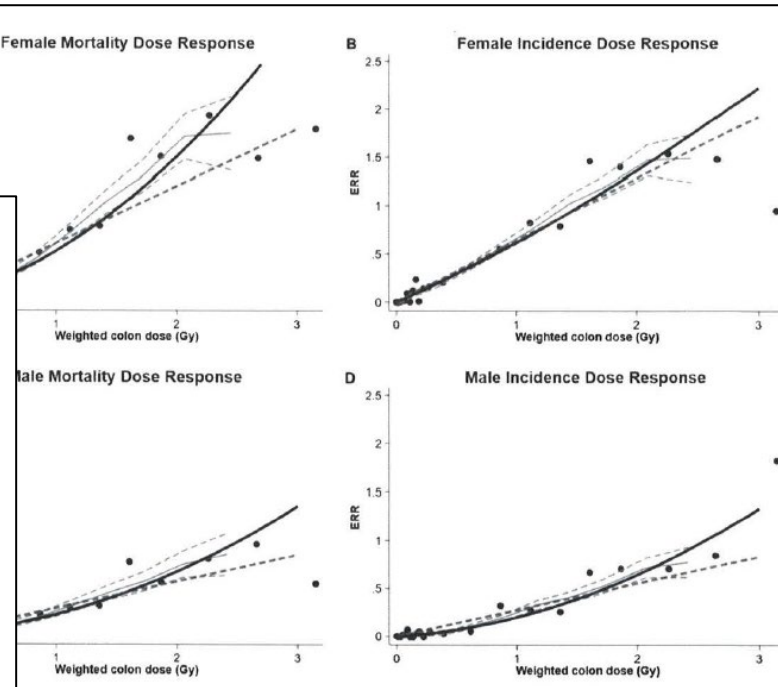 Female Mortality Dose Response
1
2
3
Weighted colon dose (Gy)
B
Female Incidence Dose Response
2.5
2
1.5
1
.5
0
ERR
0
1
2
3
Weighted colon dose (Gy)
Male Mortality Dose Response
1
2
3
Weighted colon dose (Gy)
D
Male Incidence Dose Response
2.5
2
1.5
1
.5
0
ERR
0
1
2
3
Weighted colon dose (Gy)